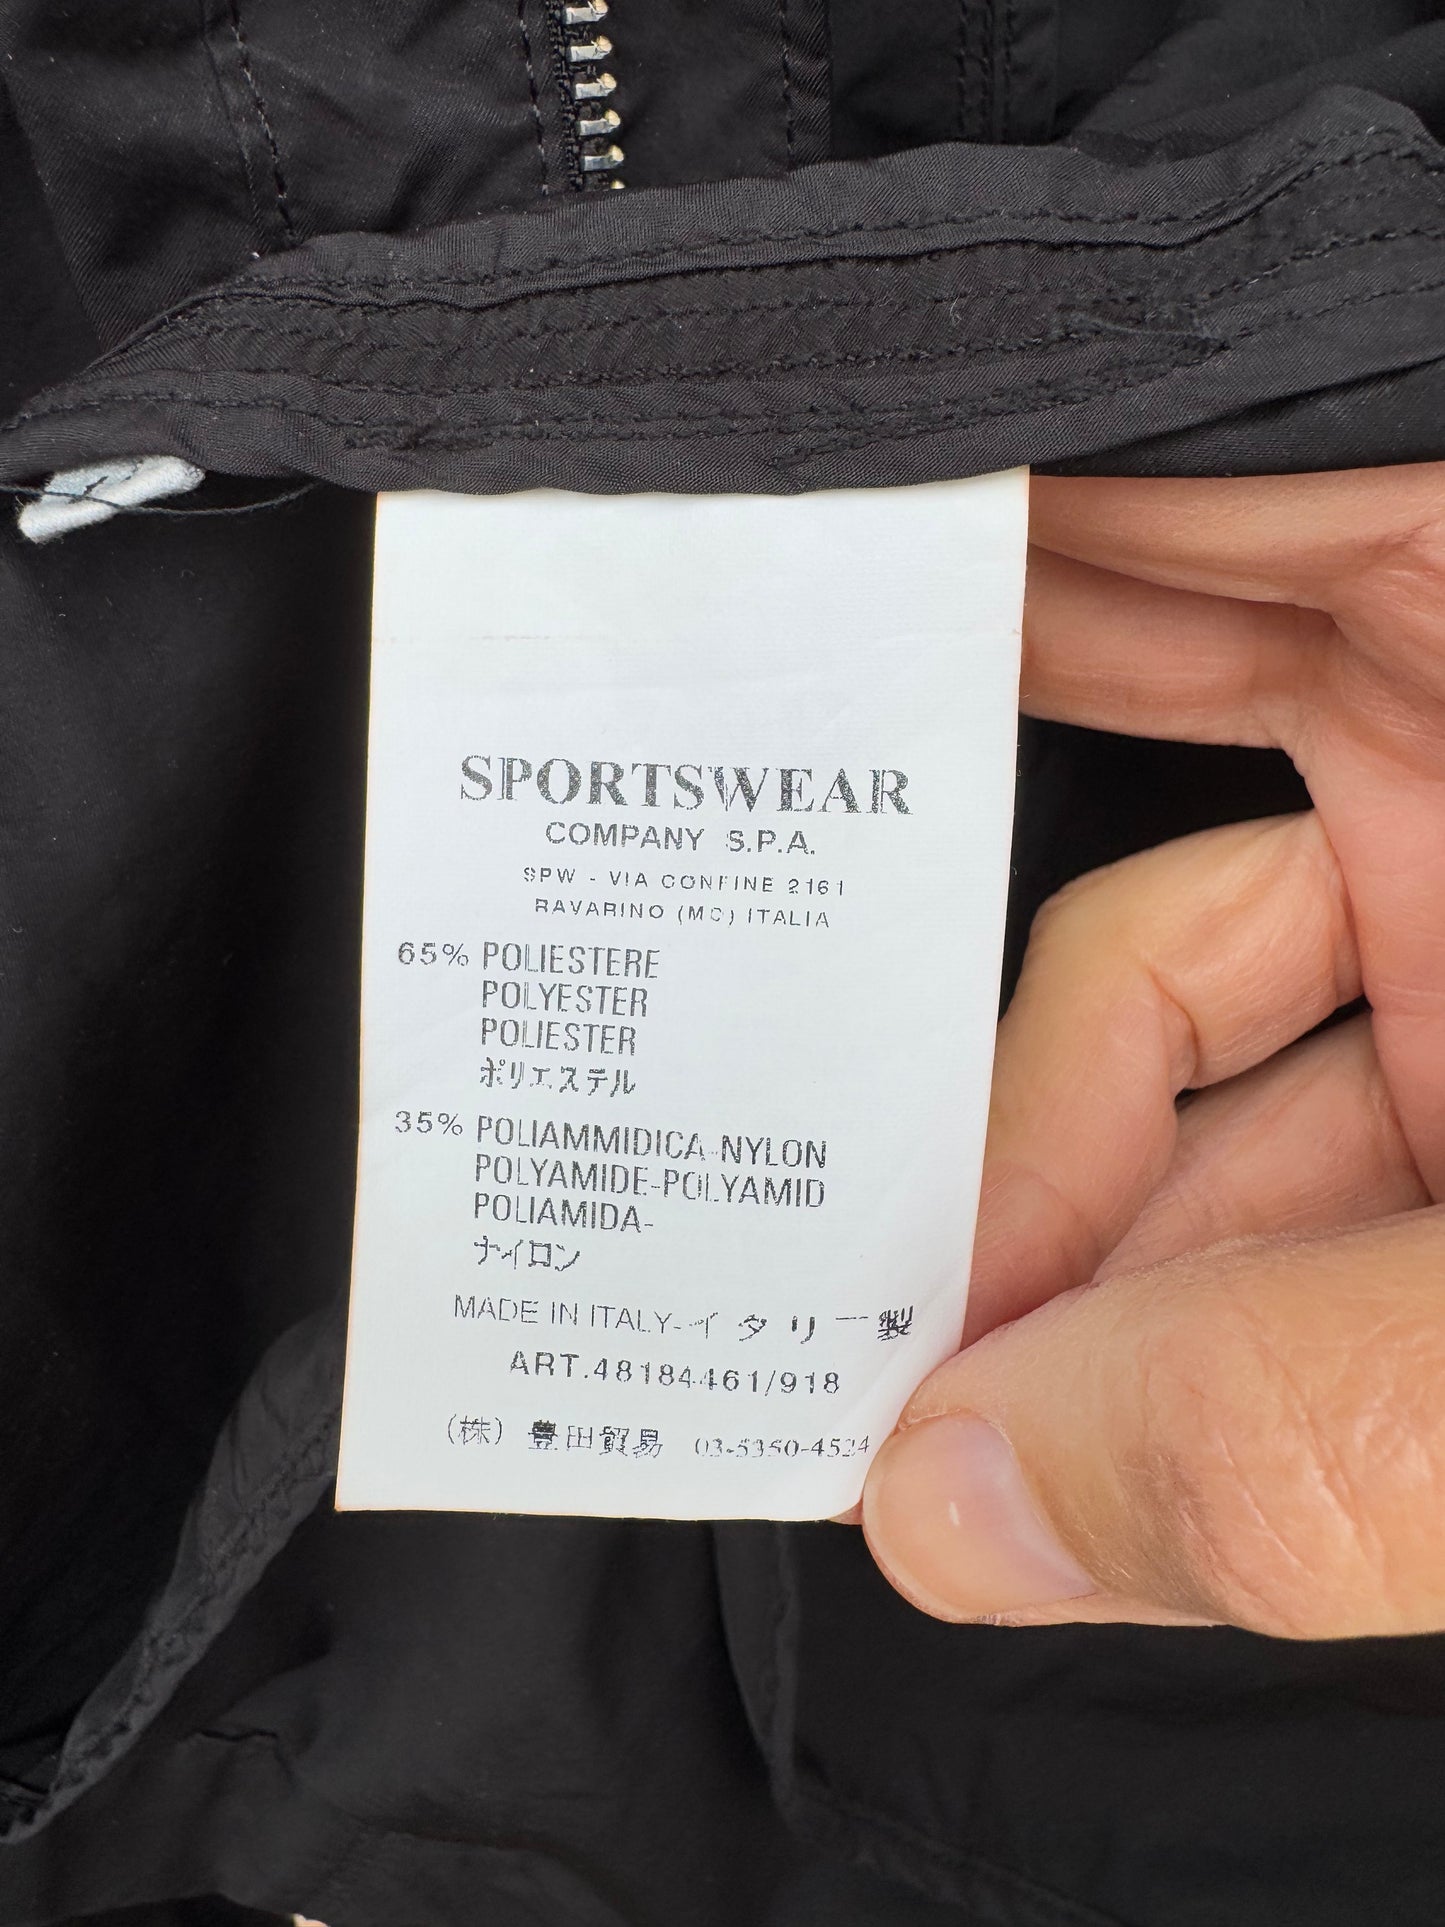 SPORTSWEAR
COMPANY S.P.A.
SPW - VIA CONFINE 2161
RAVARINO (MO) ITALIA
65% POLIESTERE
POLYESTER
POLIESTER
ポリエステル
35% POLIAMMIDICA-NYLON
POLYAMIDE-POLYAMID
POLIAMIDA-
ナイロン
MADE IN ITALY-イタリー製
ART.48184461/918
(株) 豊田貿易 03-5350-4524